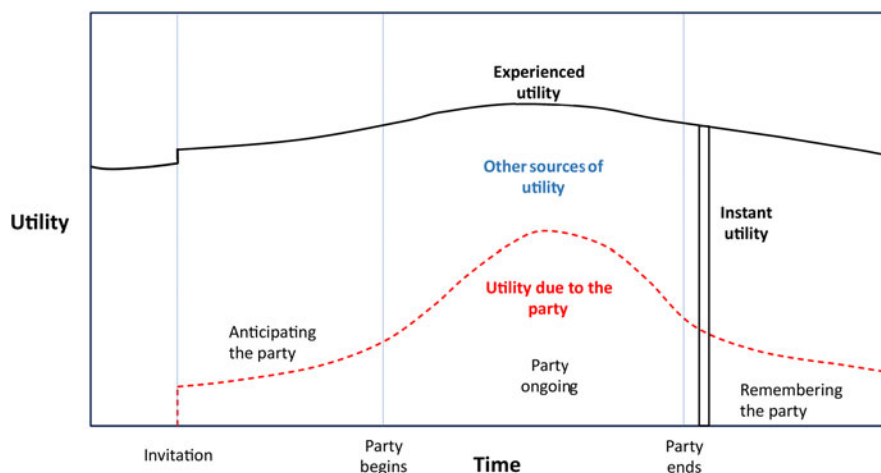 Experienced
utility
Other sources of
utility
Utility
Instant
utility
Utility due to the
party
Anticipating
the party
Party
ongoing
Remembering
the party
Invitation
Party
begins
Time
Party
ends